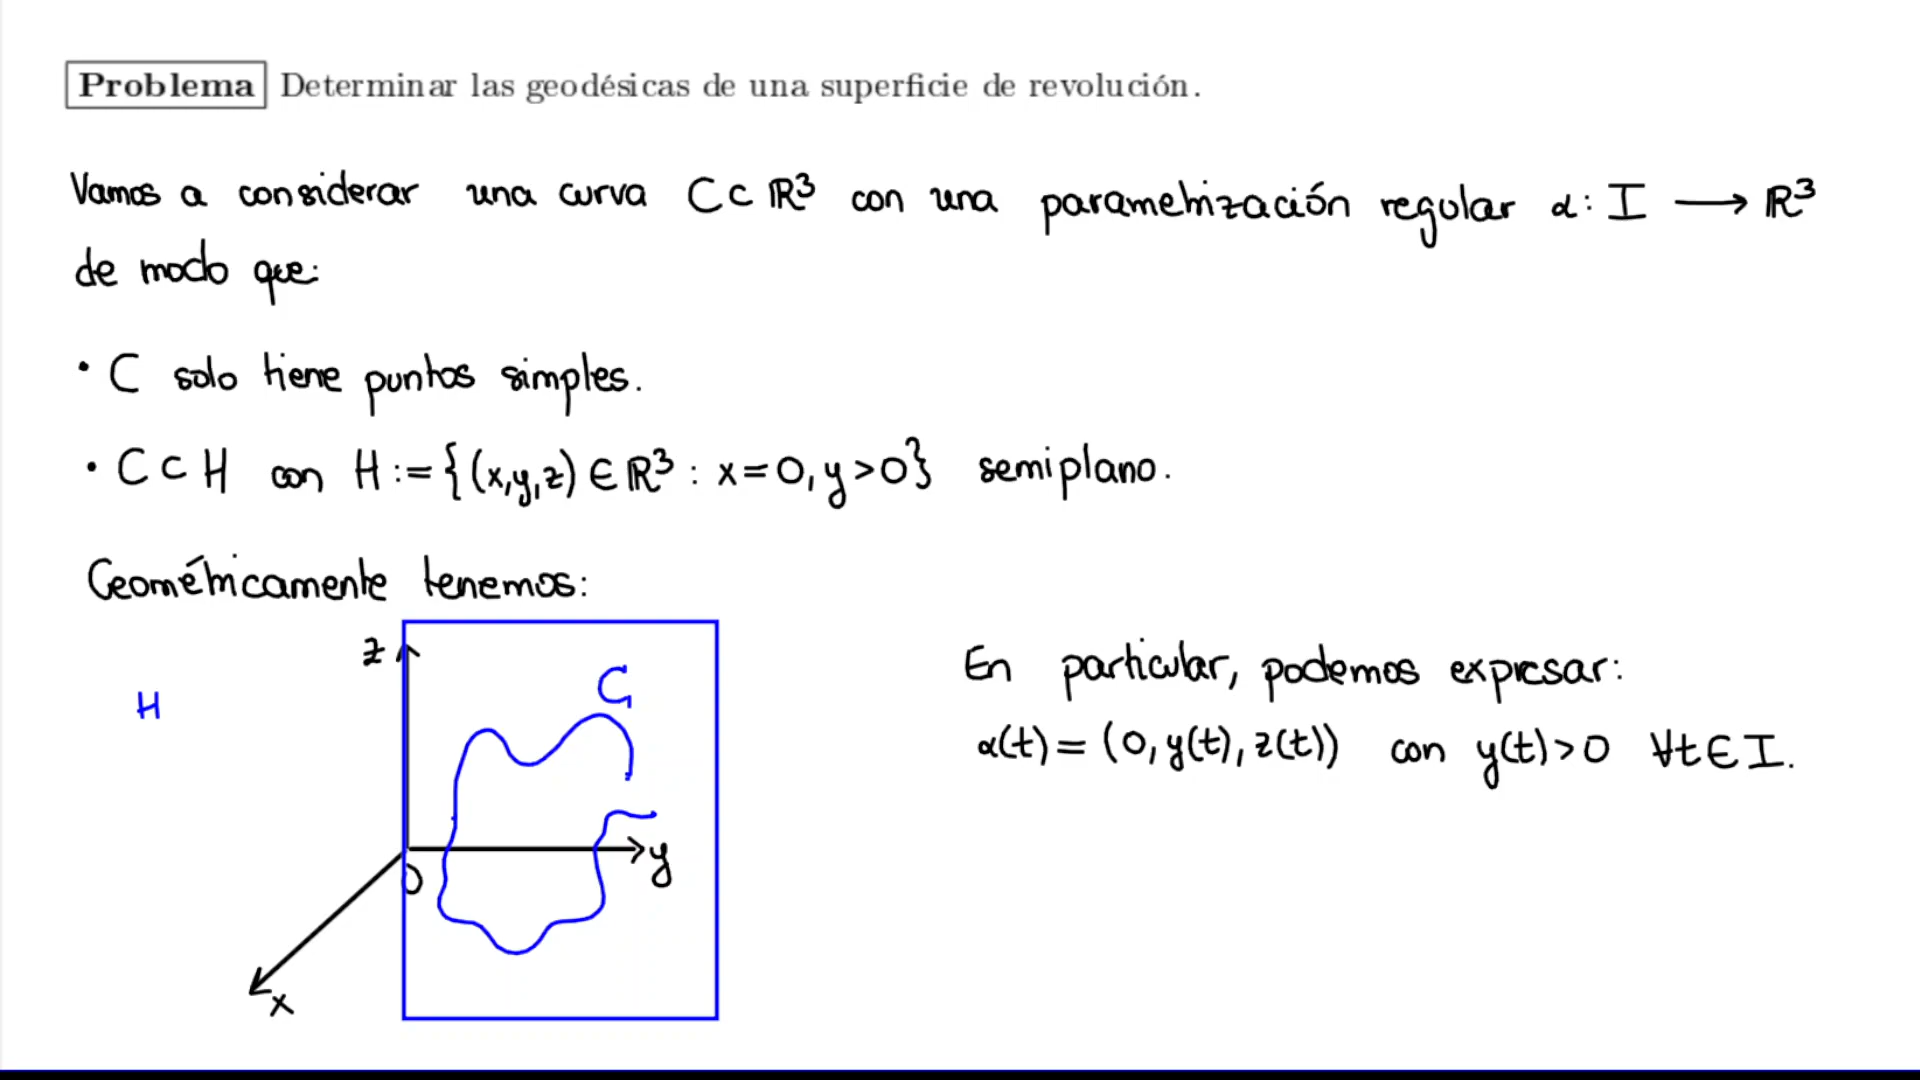 Problema Determinar las geodésicas de una superficie de revolución.
Vamos a considerar una curva C⊂ℝ³ con una parametrización regular α: I ⟶ ℝ³
de modo que:
• C solo tiene puntos simples.
• C⊂H con H:={(x,y,z)∈ℝ³ : x=0, y>0} semiplano.
Geométricamente tenemos:
z
H
C
En particular, podemos expresar:
α(t)=(0,y(t),z(t)) con y(t)>0 ∀t∈I.
y
0
x